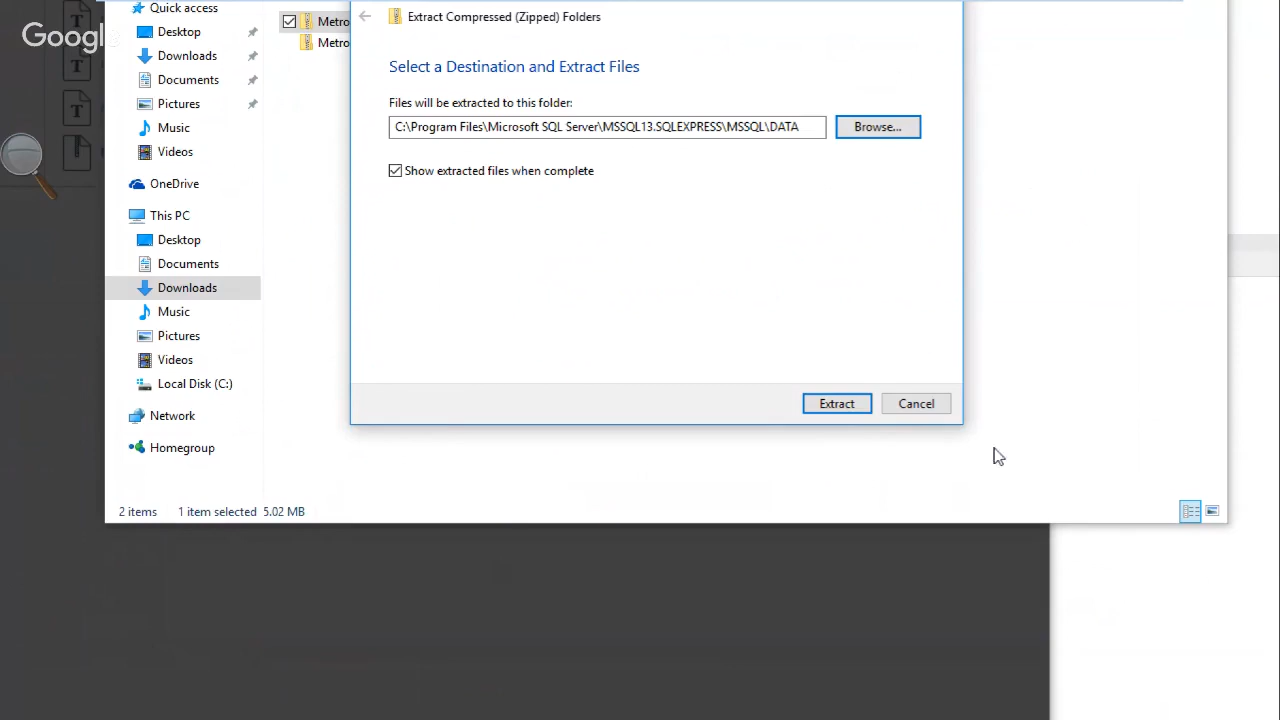 Google
Quick access
Desktop
Downloads
Documents
Pictures
Music
Videos
OneDrive
This PC
Desktop
Documents
Downloads
Music
Pictures
Videos
Local Disk (C:)
Network
Homegroup
2 items 1 item selected 5.02 MB
Metro
Metro
Extract Compressed (Zipped) Folders
Select a Destination and Extract Files
Files will be extracted to this folder:
C:\Program Files\Microsoft SQL Server\MSSQL13.SQLEXPRESS\MSSQL\DATA
Browse...
Show extracted files when complete
Extract
Cancel
T
T
T